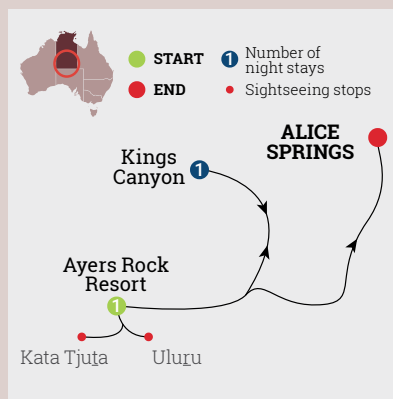 START
END
1 Number of
night stays
Sightseeing stops
ALICE
SPRINGS
Kings
Canyon 1
Ayers Rock
Resort
1
Kata Tjuṯa
Uluṟu